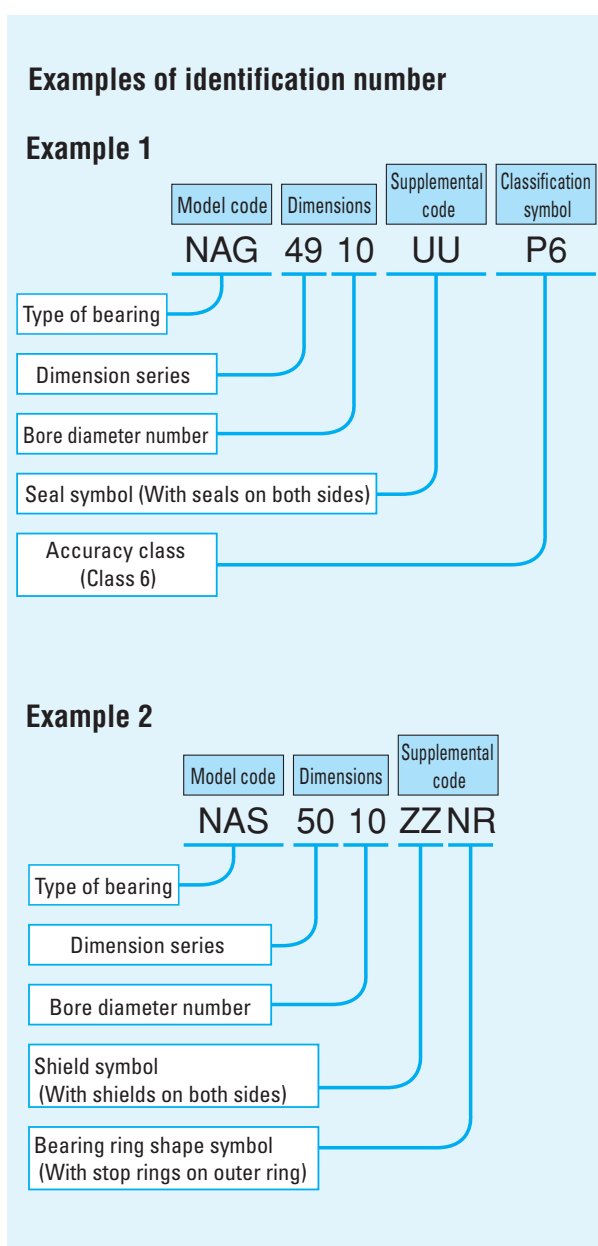 Examples of identification number
Example 1
Model code
Dimensions
Supplemental
code
Classification
symbol
NAG 49 10 UU P6
Type of bearing
Dimension series
Bore diameter number
Seal symbol (With seals on both sides)
Accuracy class
(Class 6)
Example 2
Model code
Dimensions
Supplemental
code
NAS 50 10 ZZ NR
Type of bearing
Dimension series
Bore diameter number
Shield symbol
(With shields on both sides)
Bearing ring shape symbol
(With stop rings on outer ring)